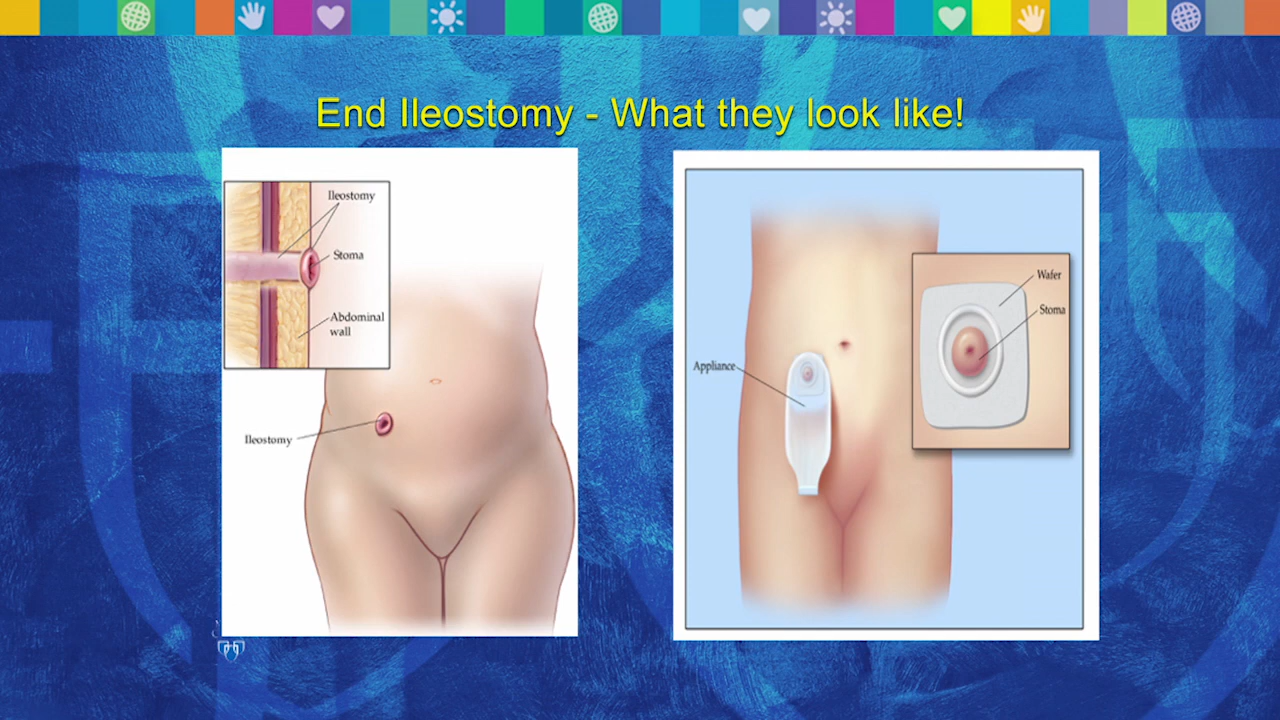 End Ileostomy - What they look like!
Ileostomy
Stoma
Abdominal
wall
Ileostomy
Appliance
Wafer
Stoma